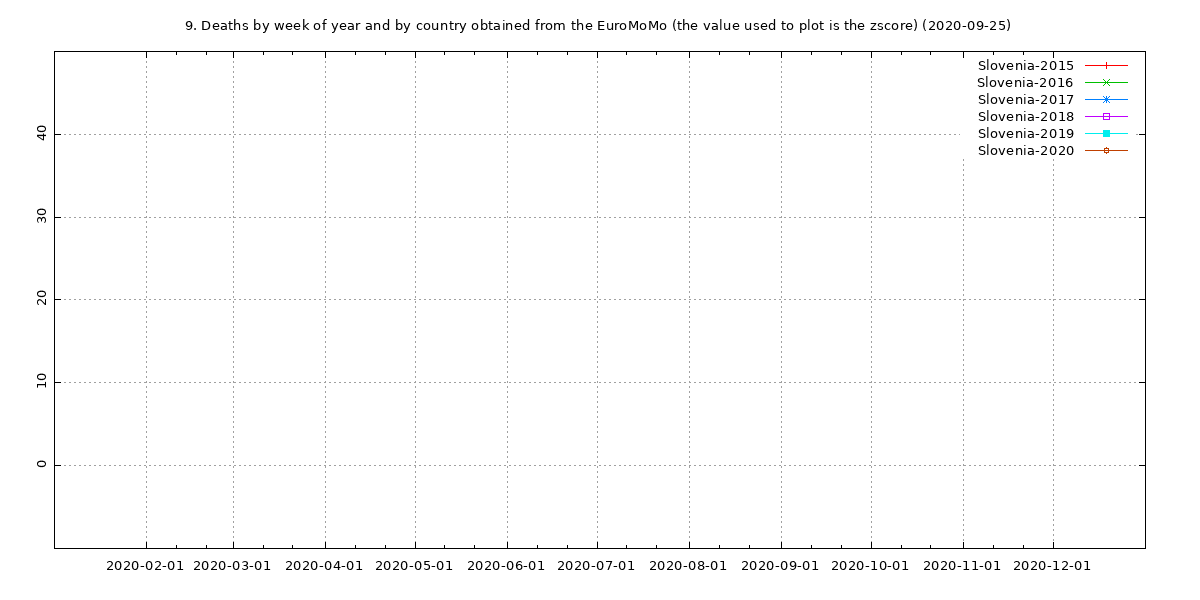 9. Deaths by week of year and by country obtained from the EuroMoMo (the value used to plot is the zscore) (2020-09-25)
Slovenia-2015
Slovenia-2016
Slovenia-2017
Slovenia-2018
Slovenia-2019
Slovenia-2020
40
30
20
10
0
2020-02-01 2020-03-01 2020-04-01 2020-05-01 2020-06-01 2020-07-01 2020-08-01 2020-09-01 2020-10-01 2020-11-01 2020-12-01